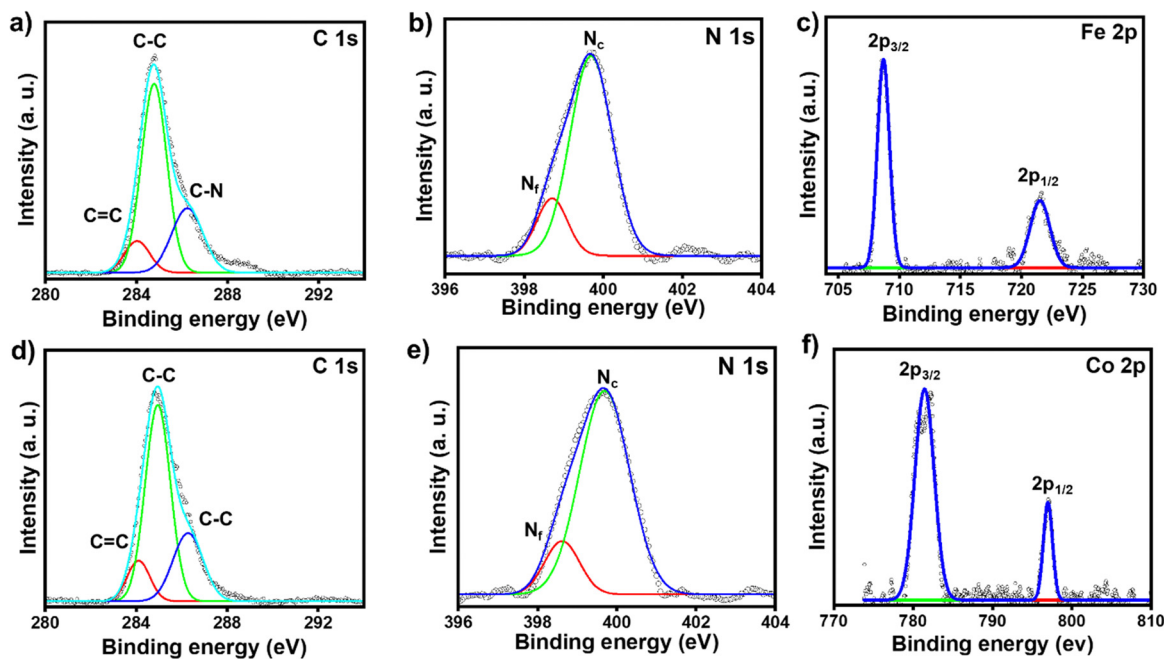 a)
C 1s
C-C
C-N
C=C
Intensity (a. u.)
280 284 288 292
Binding energy (eV)
b)
N 1s
Nc
Nf
Intensity (a. u.)
396 398 400 402 404
Binding energy (eV)
c)
Fe 2p
2p3/2
2p1/2
Intensity (a.u.)
705 710 715 720 725 730
Binding energy (eV)
d)
C 1s
C-C
C-C
C=C
Intensity (a. u.)
280 284 288 292
Binding energy (eV)
e)
N 1s
Nc
Nf
Intensity (a. u.)
396 398 400 402 404
Binding energy (eV)
f)
Co 2p
2p3/2
2p1/2
Intensity (a.u.)
770 780 790 800 810
Binding energy (ev)